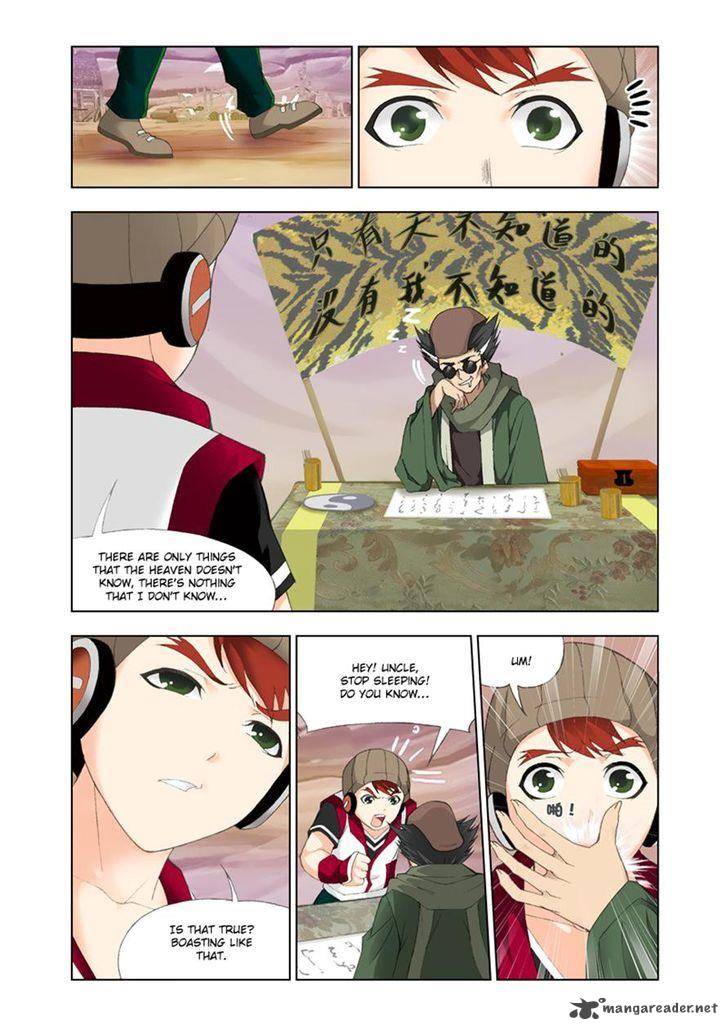 只有天不知道的
沒有我不知道的
Z
Z
THERE ARE ONLY THINGS
THAT THE HEAVEN DOESN'T
KNOW, THERE'S NOTHING
THAT I DON'T KNOW...
IS THAT TRUE?
BOASTING LIKE
THAT.
HEY! UNCLE,
STOP SLEEPING!
DO YOU KNOW...
UM!
啪！
mangareader.net